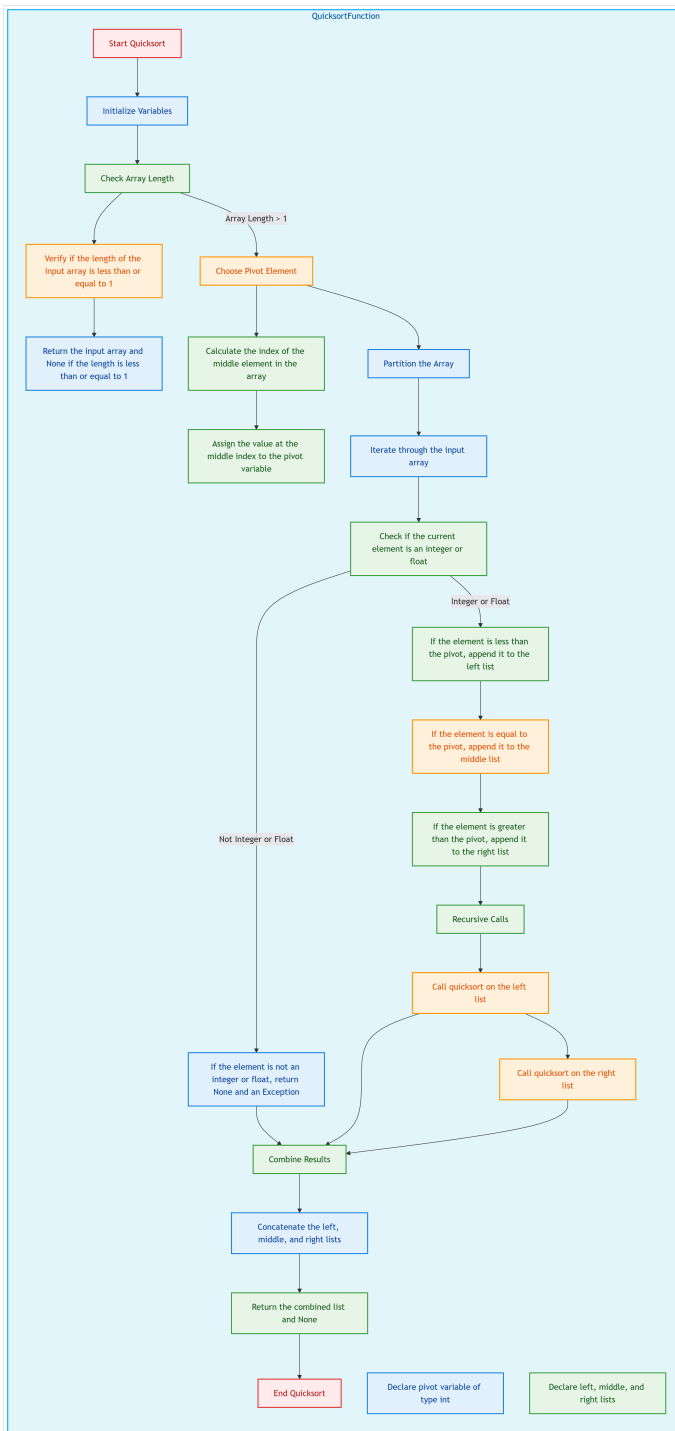 QuicksortFunction
Start Quicksort
Initialize Variables
Check Array Length
Array Length > 1
Verify if the length of the
input array is less than or
equal to 1
Choose Pivot Element
Return the input array and
None if the length is less
than or equal to 1
Calculate the index of the
middle element in the
array
Partition the Array
Assign the value at the
middle index to the pivot
variable
Iterate through the input
array
Check if the current
element is an integer or
float
Integer or Float
If the element is less than
the pivot, append it to the
left list
If the element is equal to
the pivot, append it to the
middle list
Not Integer or Float
If the element is greater
than the pivot, append it
to the right list
Recursive Calls
Call quicksort on the left
list
If the element is not an
integer or float, return
None and an Exception
Call quicksort on the right
list
Combine Results
Concatenate the left,
middle, and right lists
Return the combined list
and None
End Quicksort
Declare pivot variable of
type int
Declare left, middle, and
right lists